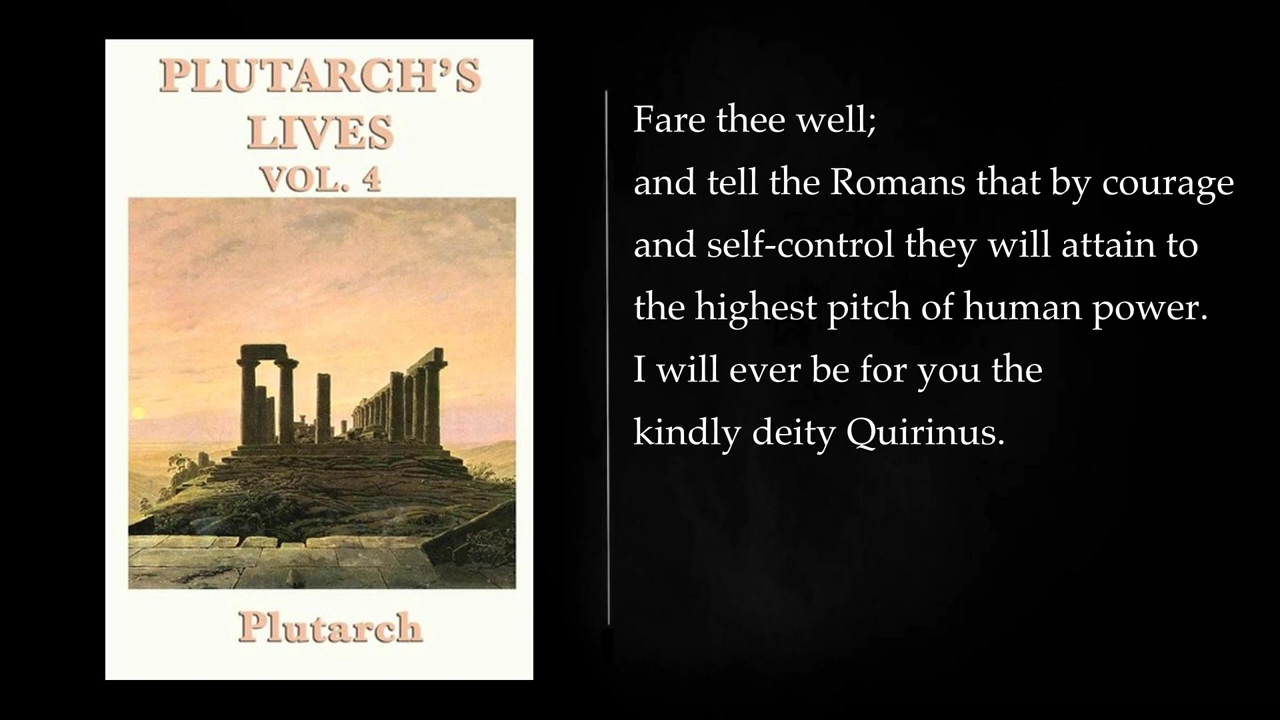 PLUTARCH'S
LIVES
VOL. 4
Plutarch
Fare thee well;
and tell the Romans that by courage
and self-control they will attain to
the highest pitch of human power.
I will ever be for you the
kindly deity Quirinus.